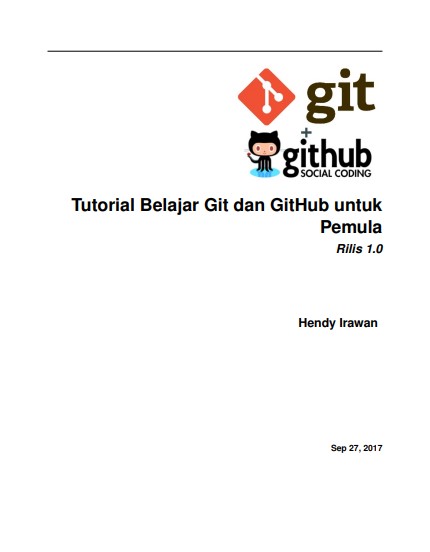 git
+
github
SOCIAL CODING
Tutorial Belajar Git dan GitHub untuk
Pemula
Rilis 1.0
Hendy Irawan
Sep 27, 2017